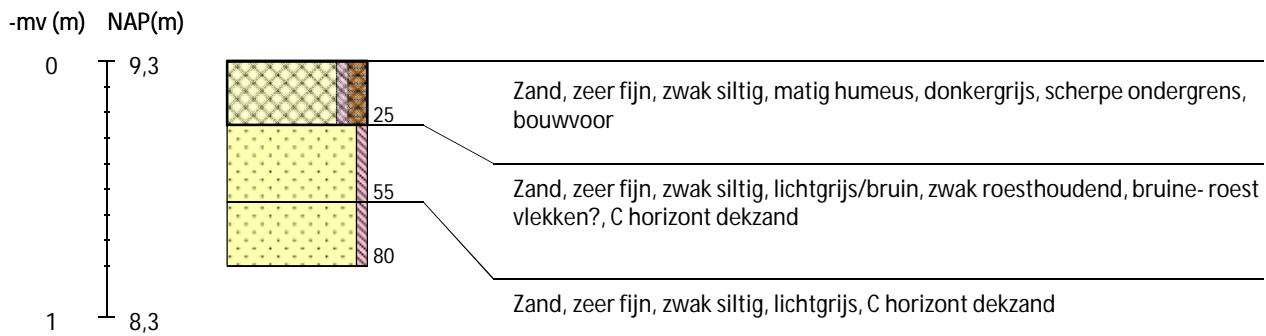 -mv (m) NAP(m)
0 9,3
Zand, zeer fijn, zwak siltig, matig humeus, donkergrijs, scherpe ondergrens,
bouwvoor
25
Zand, zeer fijn, zwak siltig, lichtgrijs/bruin, zwak roesthoudend, bruine- roest
vlekken?, C horizont dekzand
55
80
Zand, zeer fijn, zwak siltig, lichtgrijs, C horizont dekzand
1 8,3